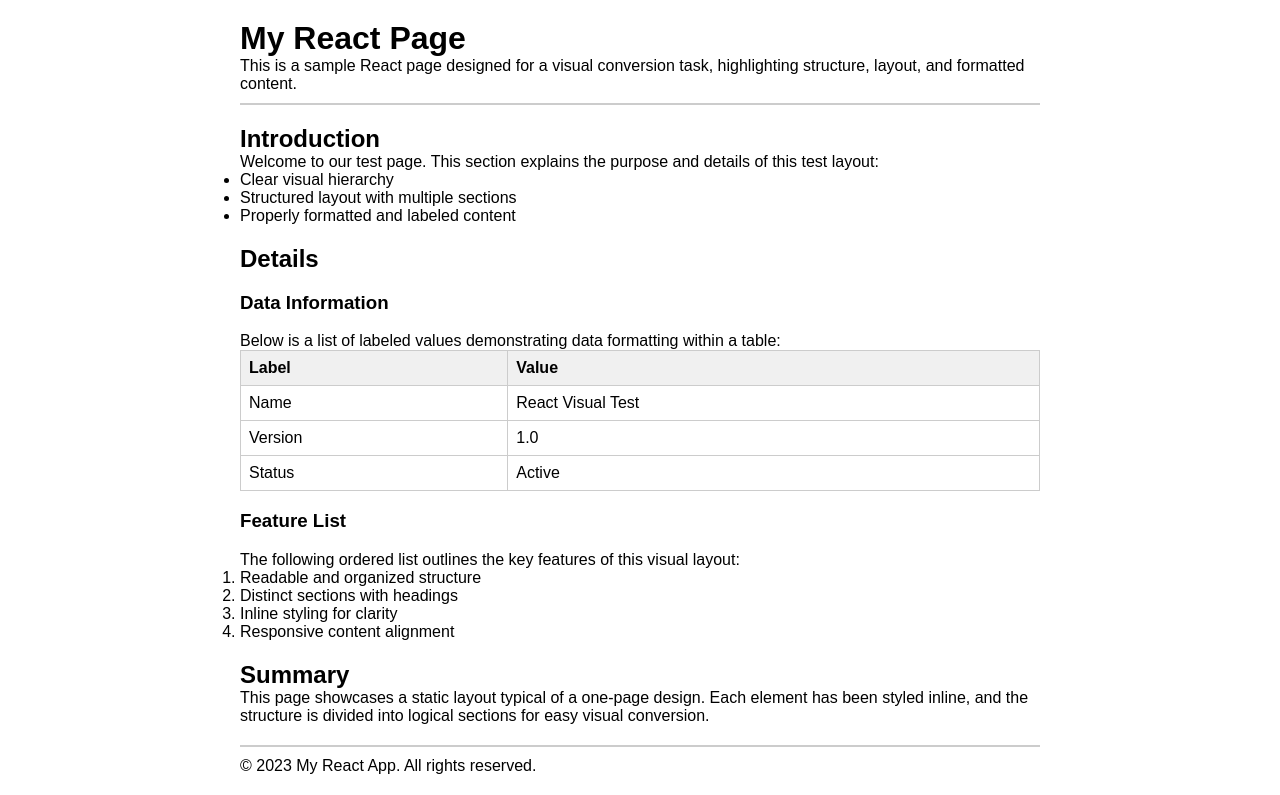 My React Page
This is a sample React page designed for a visual conversion task, highlighting structure, layout, and formatted
content.
Introduction
Welcome to our test page. This section explains the purpose and details of this test layout:
• Clear visual hierarchy
• Structured layout with multiple sections
• Properly formatted and labeled content
Details
Data Information
Below is a list of labeled values demonstrating data formatting within a table:
Label Value
Name React Visual Test
Version 1.0
Status Active
Feature List
The following ordered list outlines the key features of this visual layout:
1. Readable and organized structure
2. Distinct sections with headings
3. Inline styling for clarity
4. Responsive content alignment
Summary
This page showcases a static layout typical of a one-page design. Each element has been styled inline, and the
structure is divided into logical sections for easy visual conversion.
© 2023 My React App. All rights reserved.